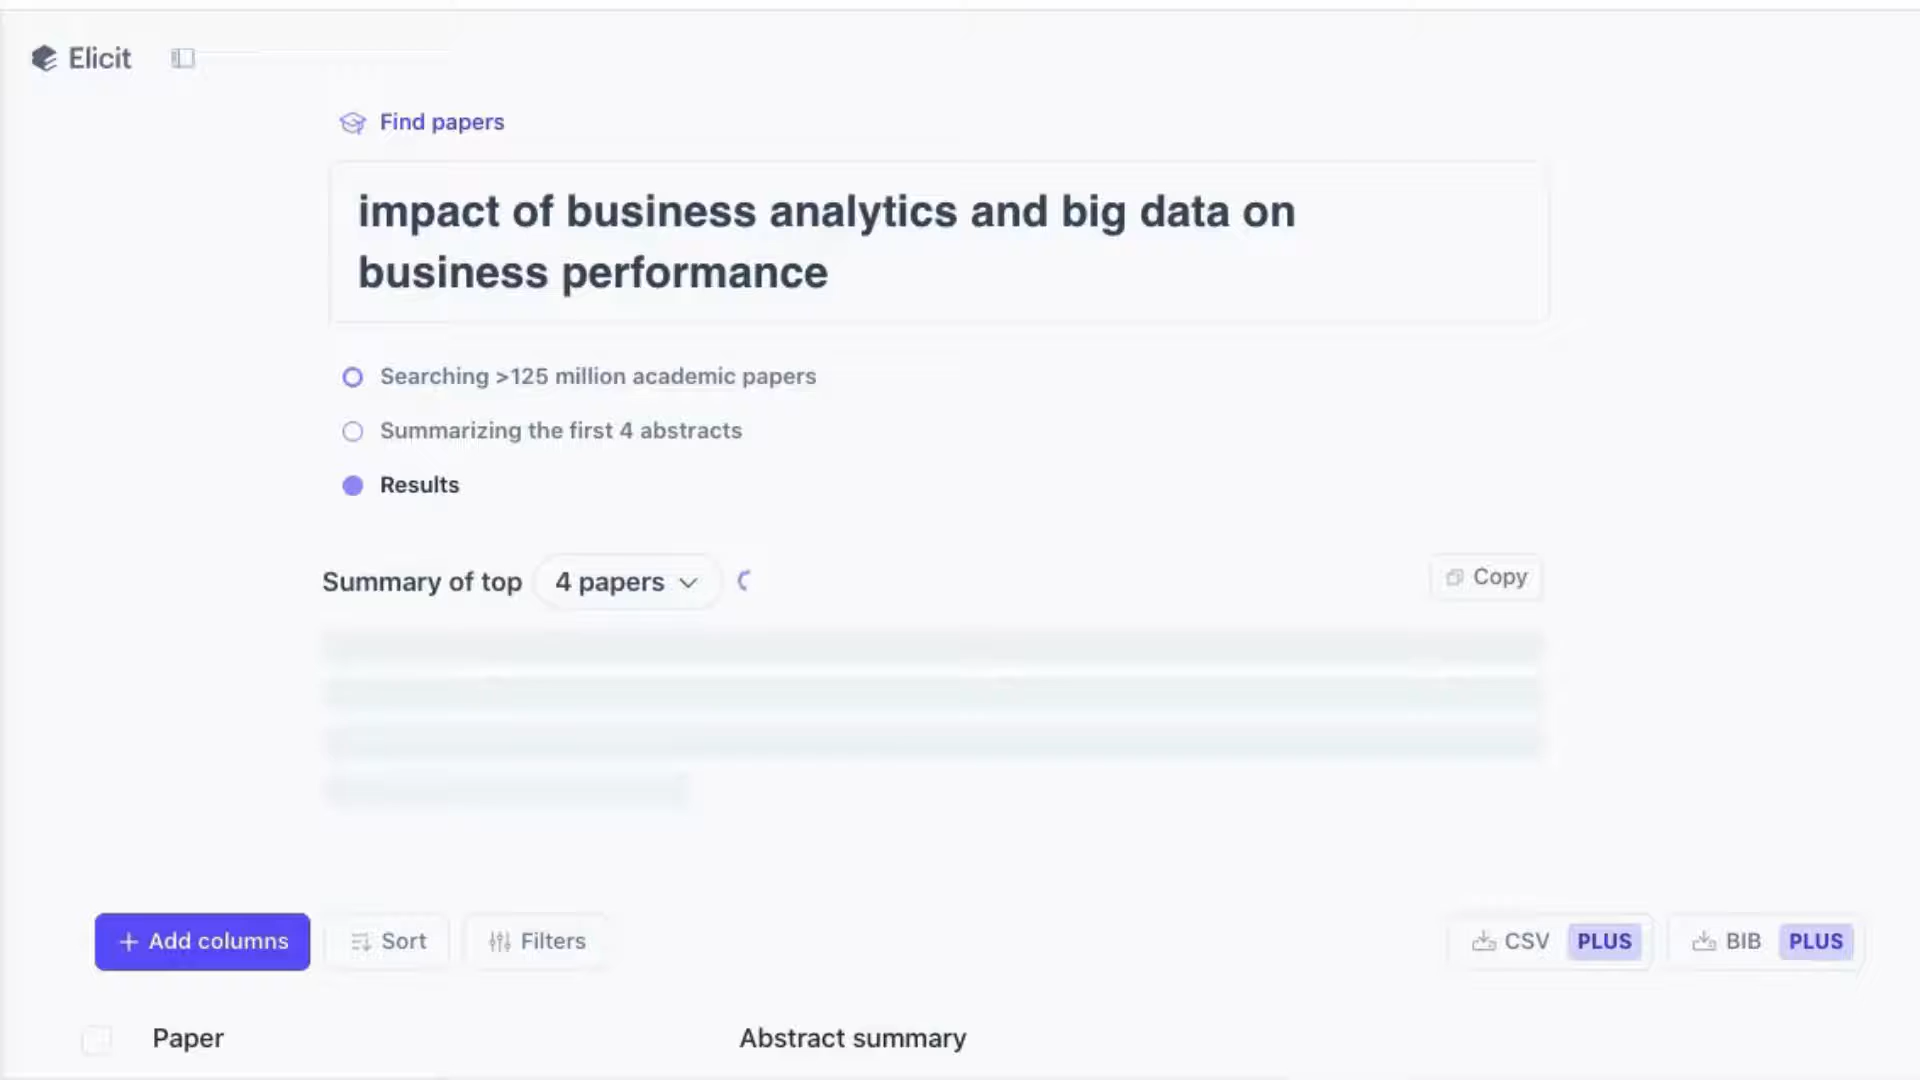 Elicit
Find papers
impact of business analytics and big data on
business performance
Searching >125 million academic papers
Summarizing the first 4 abstracts
Results
Summary of top 4 papers
Copy
+ Add columns
Sort
Filters
CSV PLUS
BIB PLUS
Paper
Abstract summary